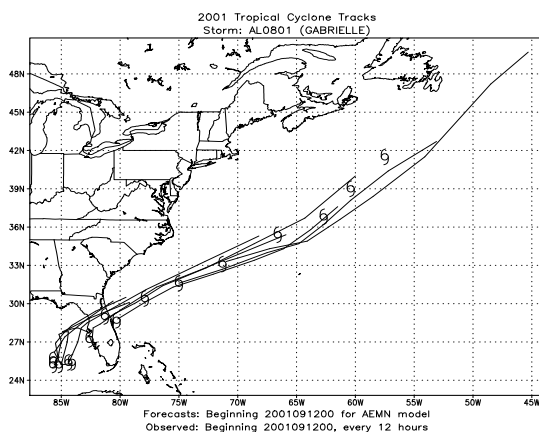 2001 Tropical Cyclone Tracks
Storm: AL0801 (GABRIELLE)
48N
45N
42N
39N
36N
33N
30N
27N
24N
85W 80W 75W 70W 65W 60W 55W 50W 45W
Forecasts: Beginning 2001091200 for AEMN model
Observed: Beginning 2001091200, every 12 hours